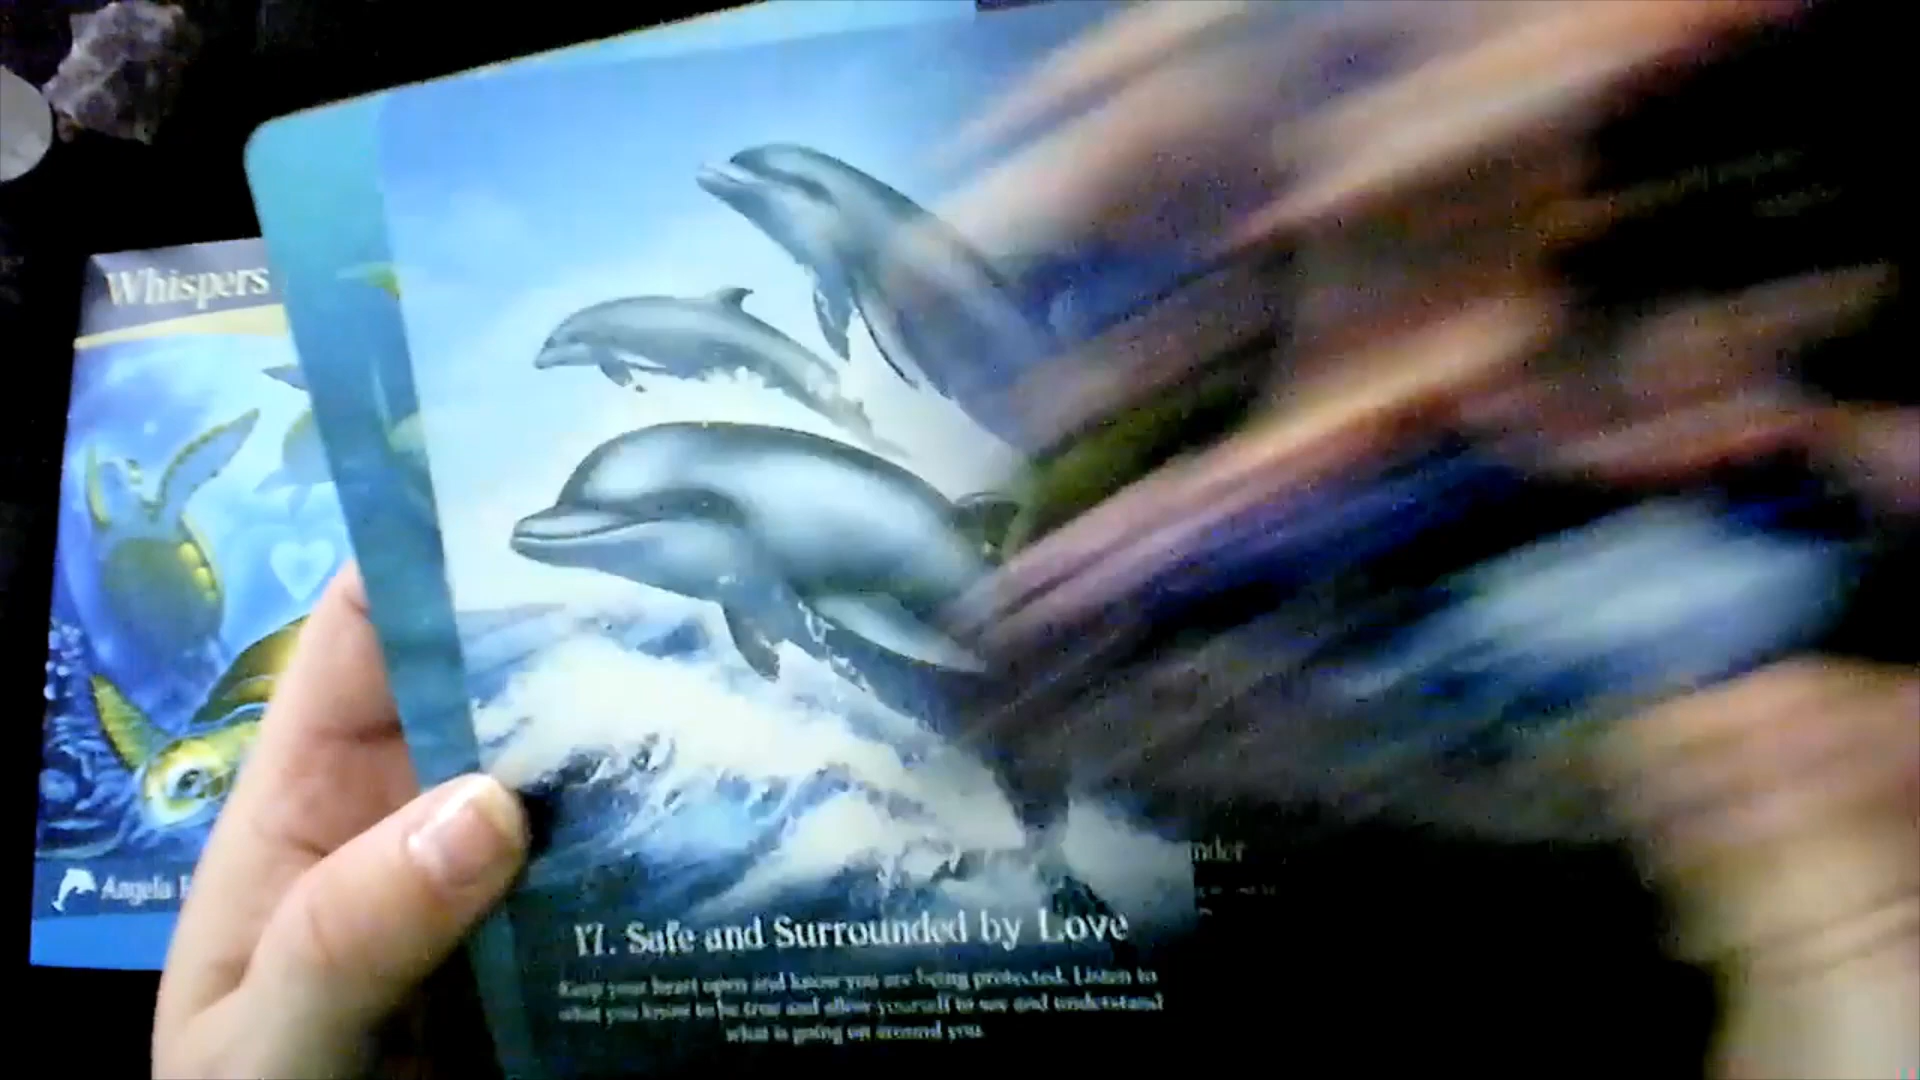 Whispers
Angela
nder
17. Safe and Surrounded by Love
Keep your heart open and know you are being protected. Listen to
what you know to be true and allow yourself to see and understand
what is going on around you.